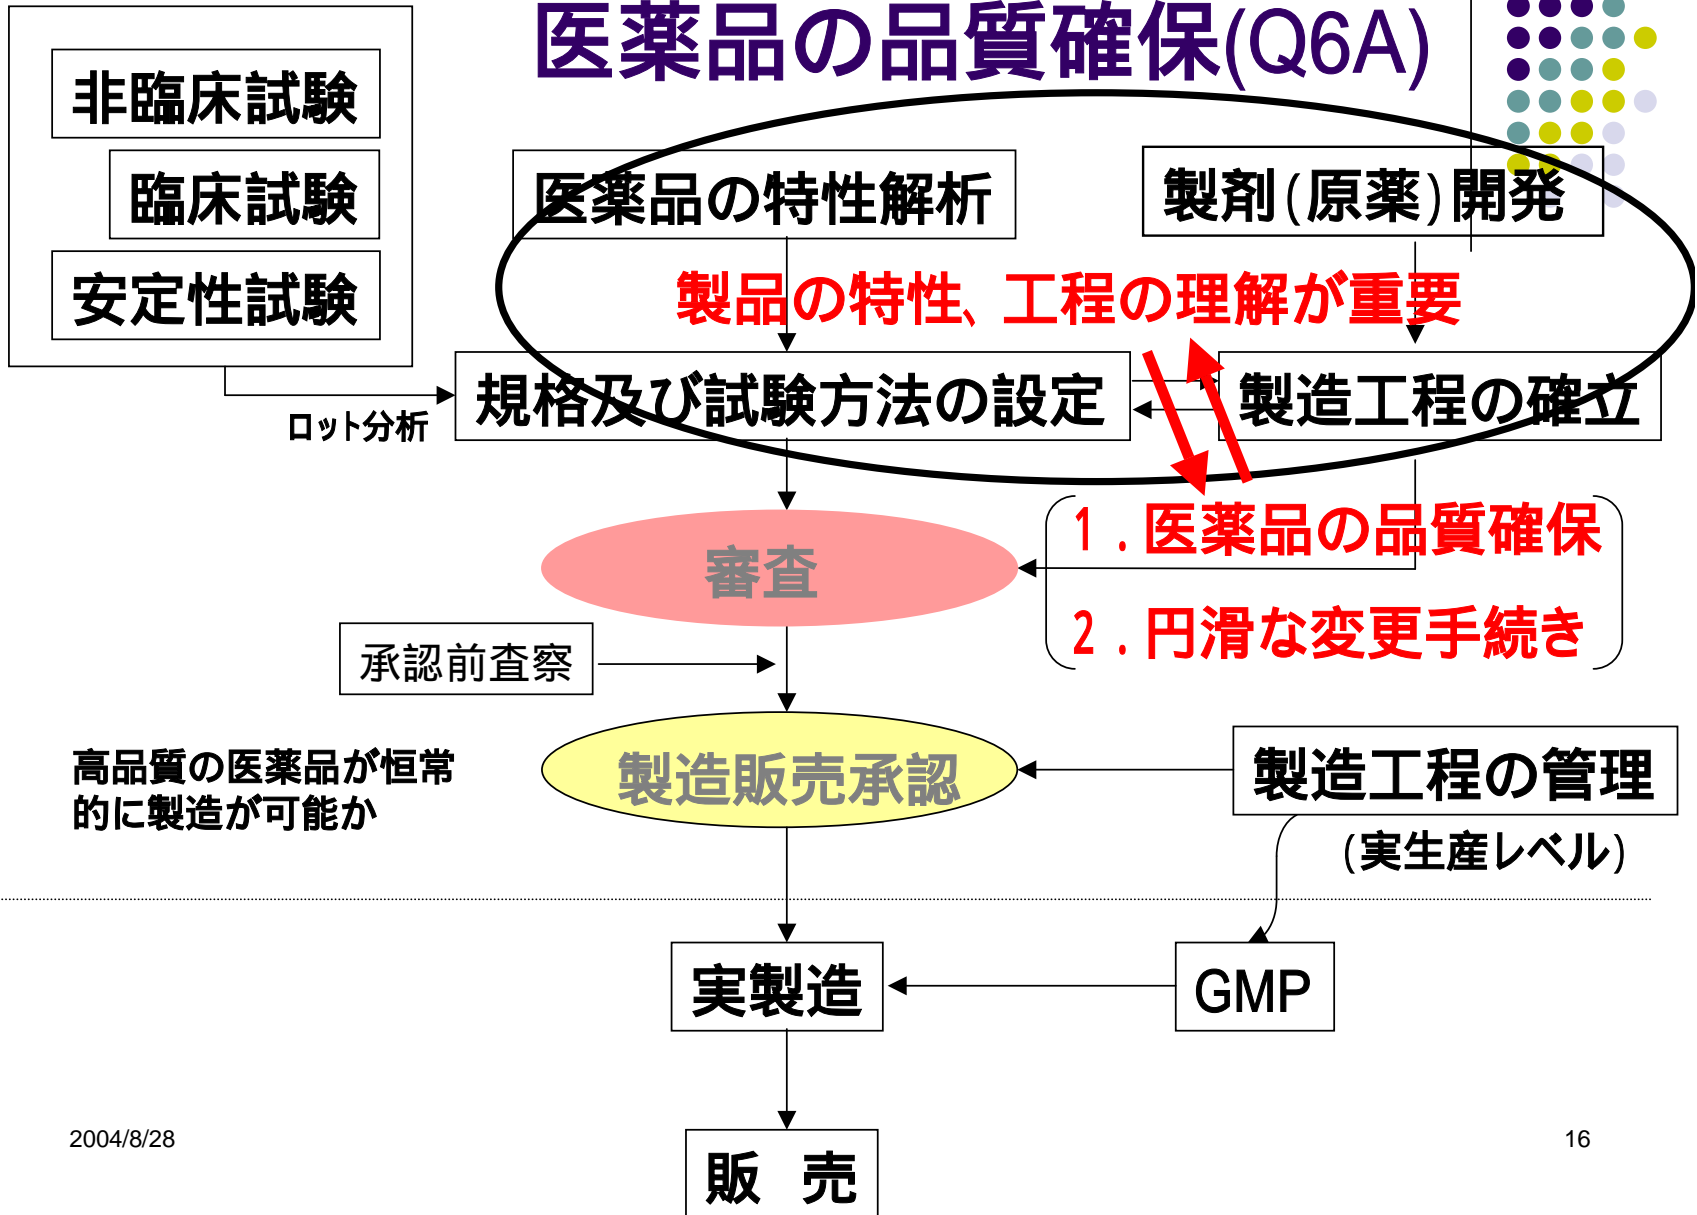 医薬品の品質確保(Q6A)
非臨床試験
臨床試験
安定性試験
医薬品の特性解析
製剤(原薬)開発
製品の特性、工程の理解が重要
規格及び試験方法の設定
製造工程の確立
ロット分析
審査
１．医薬品の品質確保
２．円滑な変更手続き
承認前査察
高品質の医薬品が恒常
的に製造が可能か
製造販売承認
製造工程の管理
(実生産レベル)
実製造
GMP
2004/8/28
16
販 売